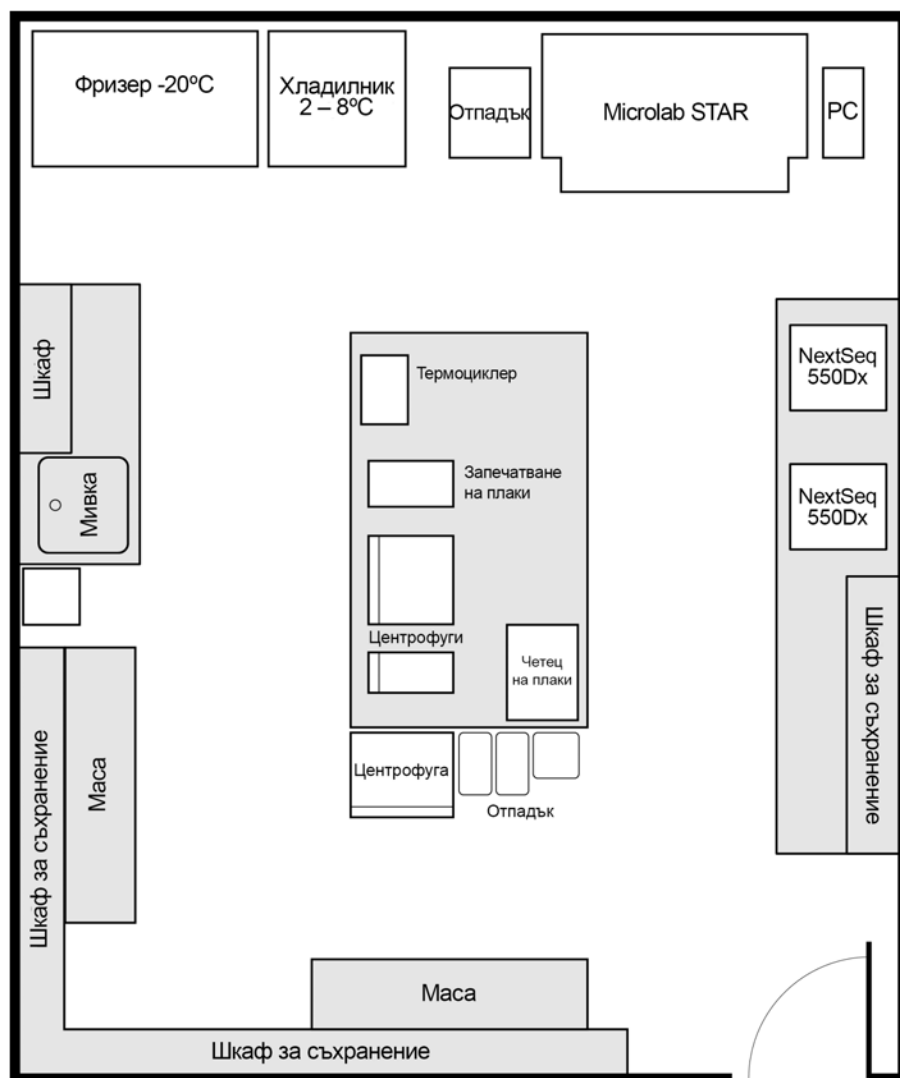 Фризер -20ºC
Хладилник
2 – 8ºC
Отпадък
Microlab STAR
PC
Шкаф
Мивка
Термоциклер
Запечатване
на плаки
Центрофуги
Четец
на плаки
NextSeq
550Dx
NextSeq
550Dx
Шкаф за съхранение
Центрофуга
Отпадък
Шкаф за съхранение
Маса
Маса
Шкаф за съхранение